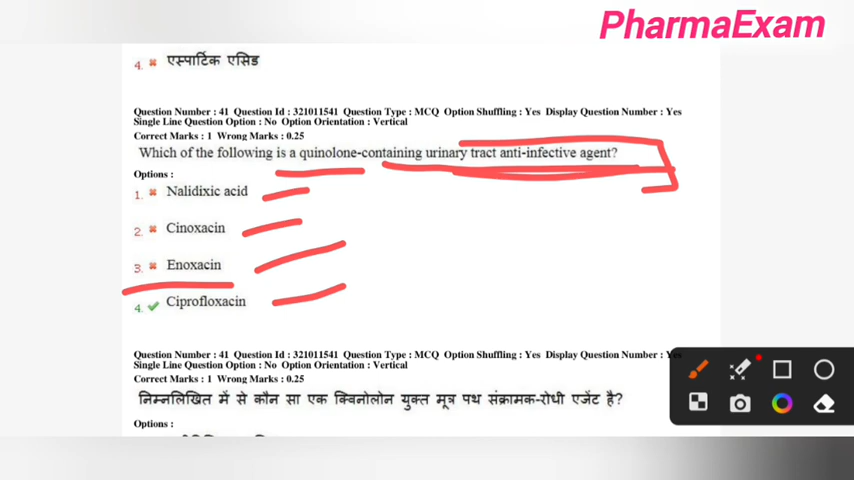 PharmaExam
4. एस्पार्टिक एसिड
Question Number : 41 Question Id : 321011541 Question Type : MCQ Option Shuffling : Yes Display Question Number : Yes
Single Line Question Option : No Option Orientation : Vertical
Correct Marks : 1 Wrong Marks : 0.25
Which of the following is a quinolone-containing urinary tract anti-infective agent?
Options :
1. Nalidixic acid
2. Cinoxacin
3. Enoxacin
4. Ciprofloxacin
Question Number : 41 Question Id : 321011541 Question Type : MCQ Option Shuffling : Yes Display Question Number : Yes
Single Line Question Option : No Option Orientation : Vertical
Correct Marks : 1 Wrong Marks : 0.25
निम्नलिखित में से कौन सा एक क्विनोलोन युक्त मूत्र पथ संक्रामक-रोधी एजेंट है?
Options :